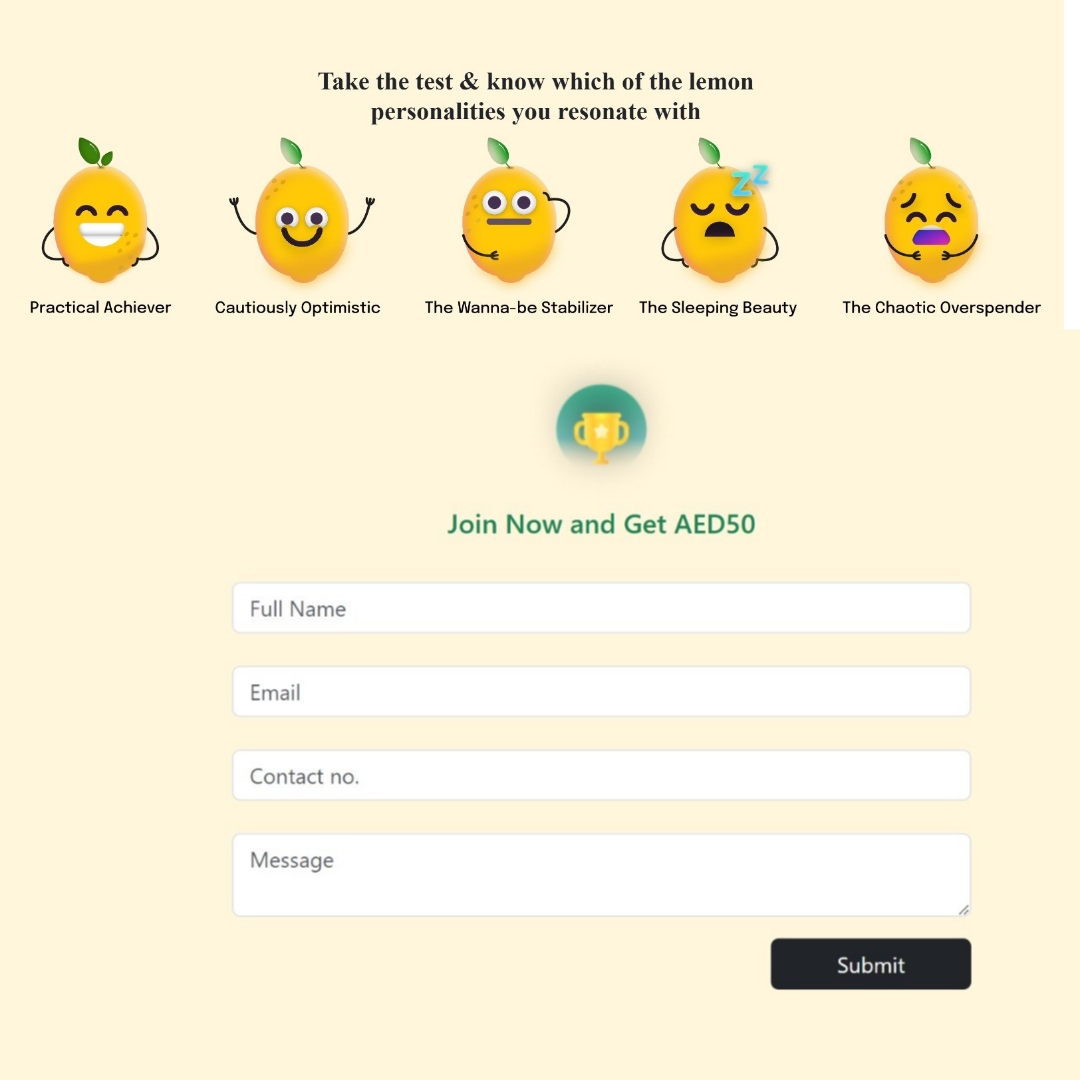 Take the test & know which of the lemon
personalities you resonate with
Z Z
Practical Achiever
Cautiously Optimistic
The Wanna-be Stabilizer
The Sleeping Beauty
The Chaotic Overspender
Join Now and Get AED50
Full Name
Email
Contact no.
Message
Submit